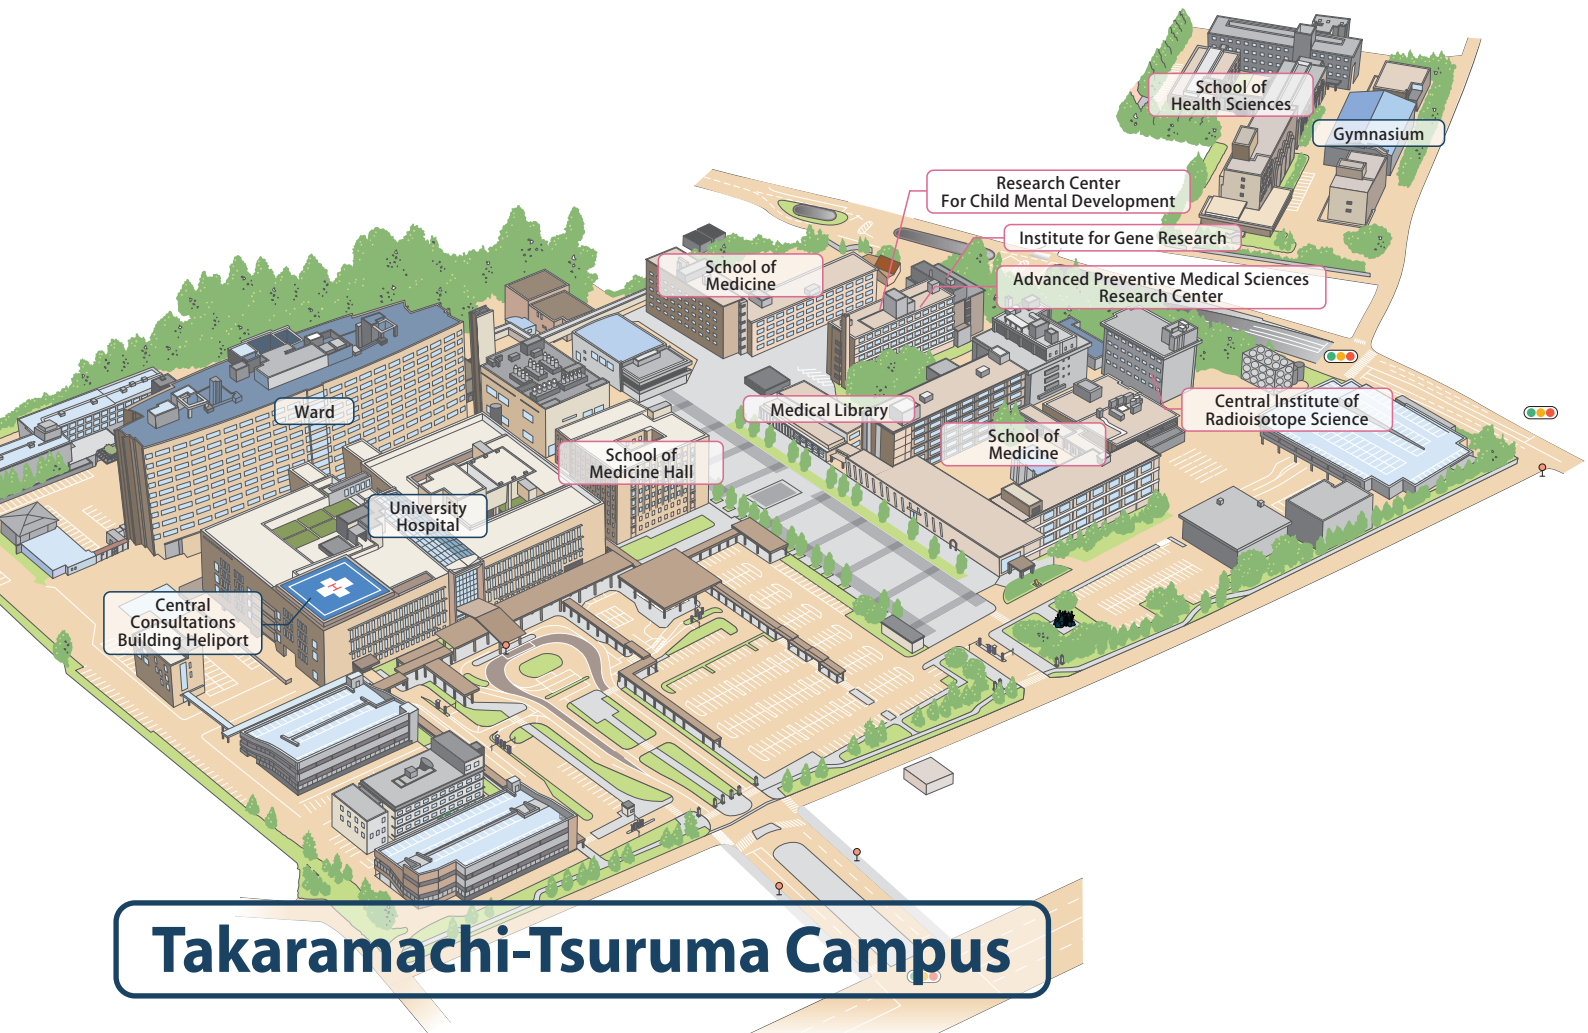 School of
Health Sciences
Gymnasium
Research Center
For Child Mental Development
Institute for Gene Research
School of
Medicine
Advanced Preventive Medical Sciences
Research Center
Ward
Medical Library
Central Institute of
Radioisotope Science
School of
Medicine
School of
Medicine Hall
University
Hospital
Central
Consultations
Building Heliport
H
Takaramachi-Tsuruma Campus